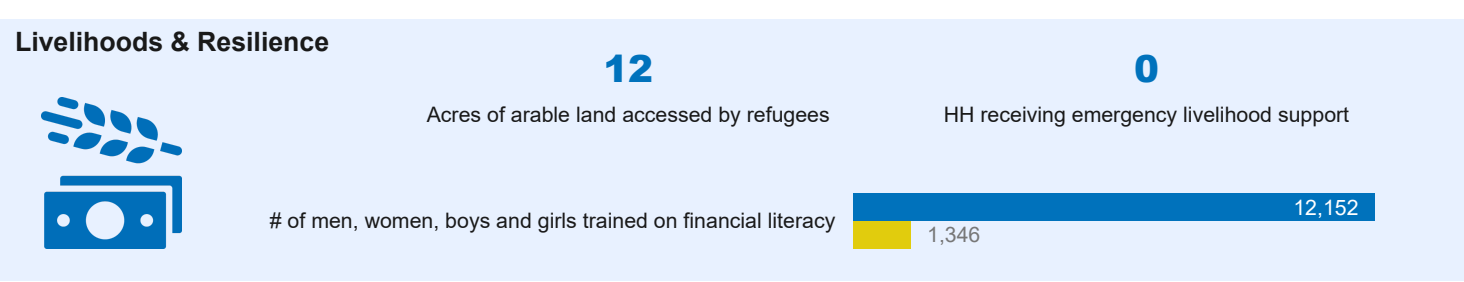 Livelihoods & Resilience
12
Acres of arable land accessed by refugees
0
HH receiving emergency livelihood support
# of men, women, boys and girls trained on financial literacy
12,152
1,346